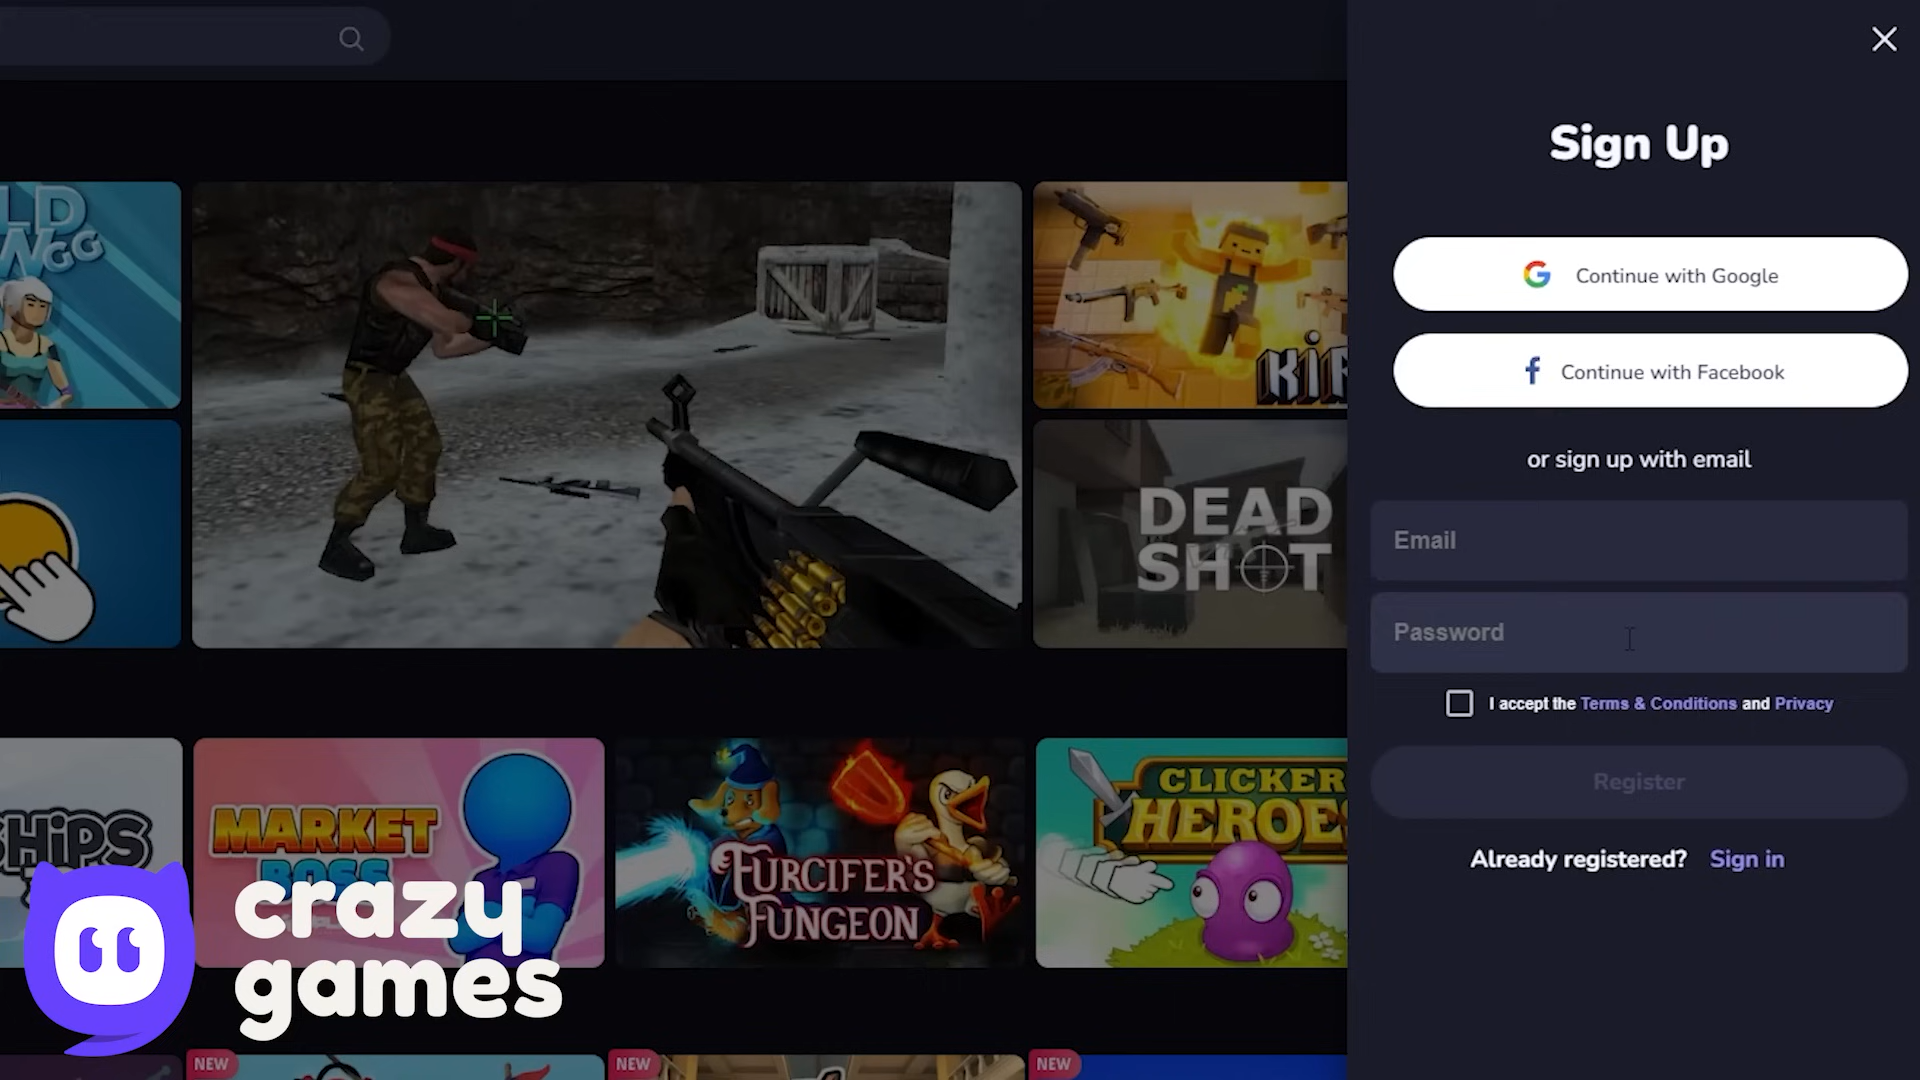 Sign Up
Continue with Google
Continue with Facebook
or sign up with email
Email
Password
I accept the Terms & Conditions and Privacy
Register
Already registered? Sign in
DEAD
SHOT
MARKET
BOSS
FURCIFER'S
FUNGEON
CLICKER
HEROES
crazy
games
NEW
NEW
NEW